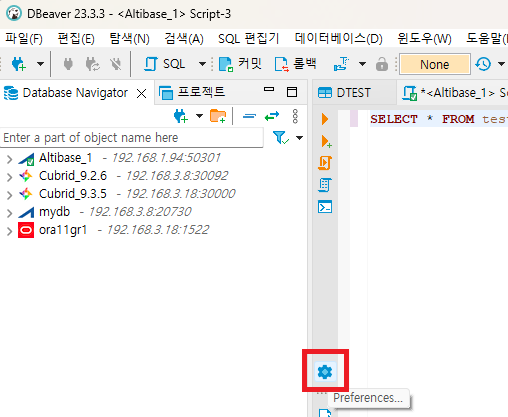 DBeaver 23.3.3 - <Altibase_1> Script-3
파일(F) 편집(E) 탐색(N) 검색(A) SQL 편집기 데이터베이스(D) 윈도우(W) 도움말(
SQL 커밋 롤백 None
Database Navigator 프로젝트 DTEST *<Altibase_1> Sc
Enter a part of object name here SELECT * FROM tes
Altibase_1 - 192.168.1.94:50301
Cubrid_9.2.6 - 192.168.3.8:30092
Cubrid_9.3.5 - 192.168.3.18:30000
mydb - 192.168.3.8:20730
ora11gr1 - 192.168.3.18:1522
Preferences...